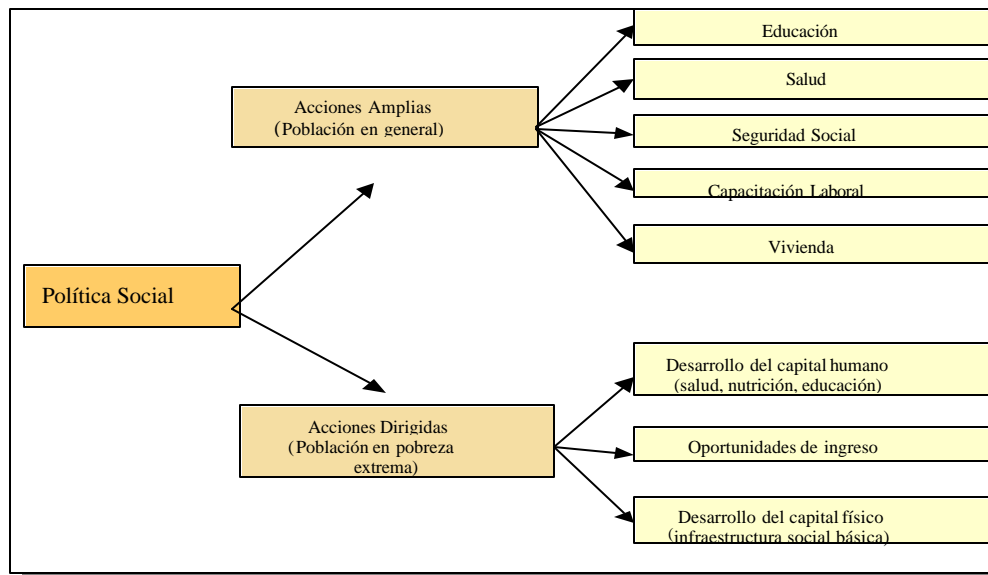 Política Social
Acciones Amplias
(Población en general)
Educación
Salud
Seguridad Social
Capacitación Laboral
Vivienda
Acciones Dirigidas
(Población en pobreza
extrema)
Desarrollo del capital humano
(salud, nutrición, educación)
Oportunidades de ingreso
Desarrollo del capital físico
(infraestructura social básica)